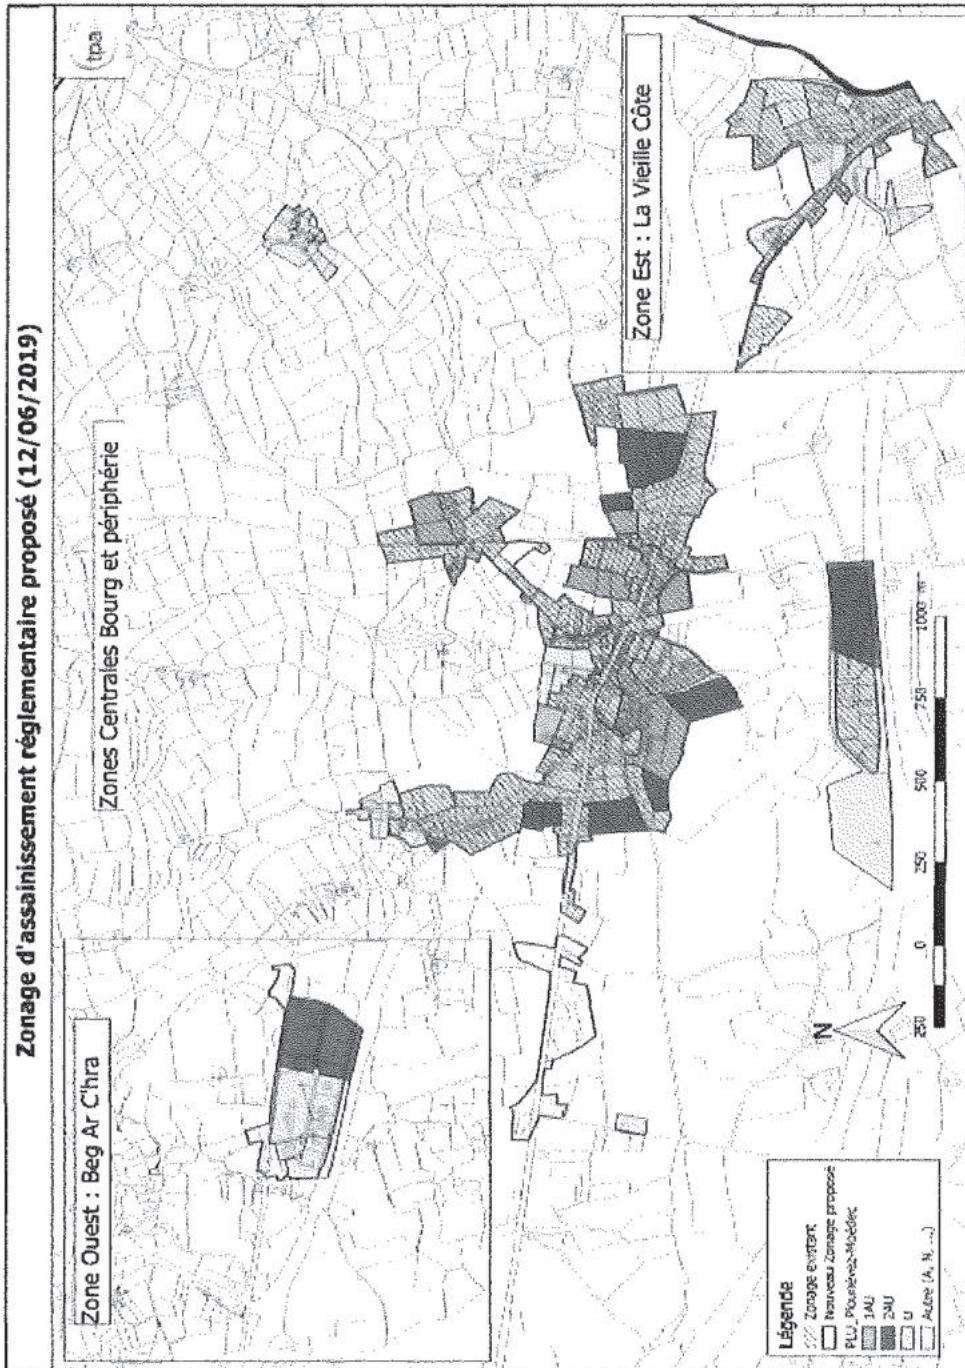 Zonage d'assainissement réglementaire proposé (12/06/2019)
tpa
Zone Ouest : Beg Ar C'hra
Zones Centrales Bourg et périphérie
Zone Est : La Vieille Côte
N
250 0 250 500 750 1000 m
Légende
Zonage existant
Nouveau Zonage proposé
PLU_Plounévez-Moëdec
1AU
2AU
U
Autre (A, N, ...)